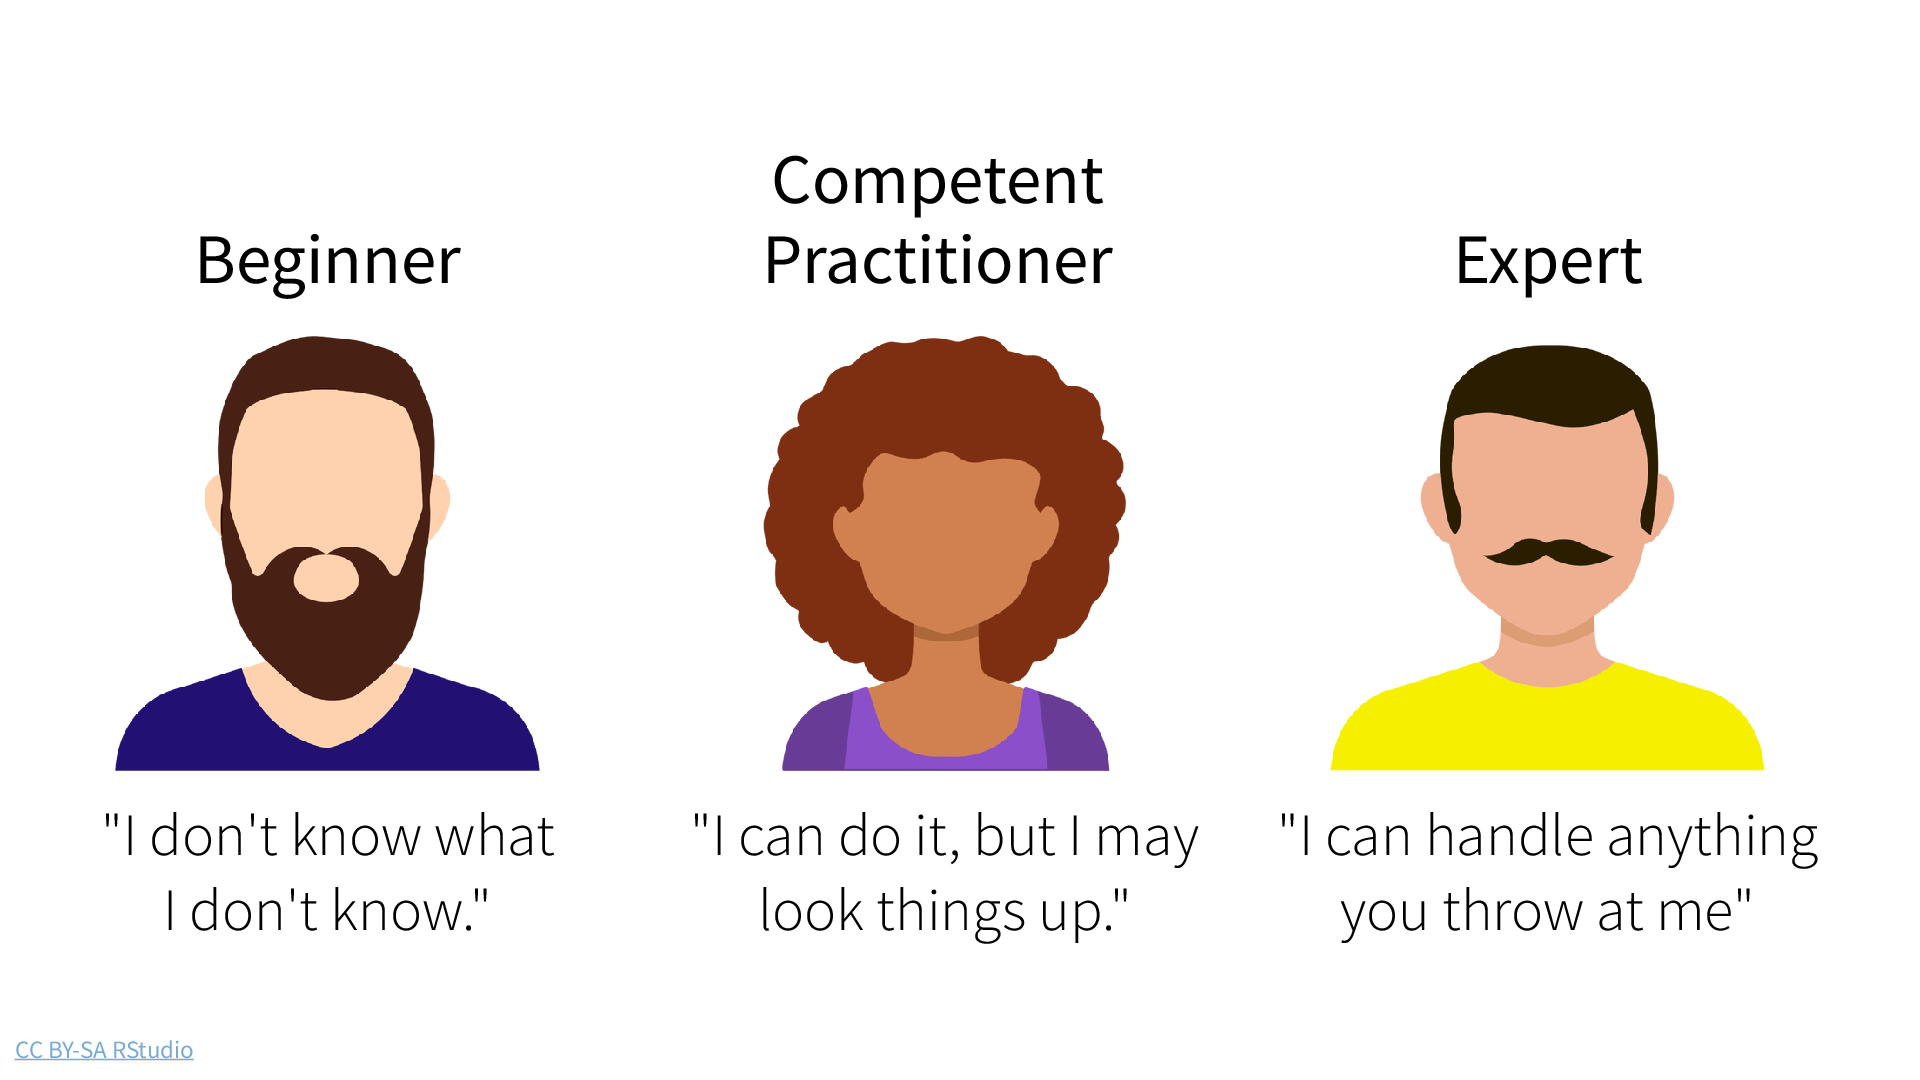 Beginner
"I don't know what
I don't know."
Competent
Practitioner
"I can do it, but I may
look things up."
Expert
"I can handle anything
you throw at me"
CC BY-SA RStudio